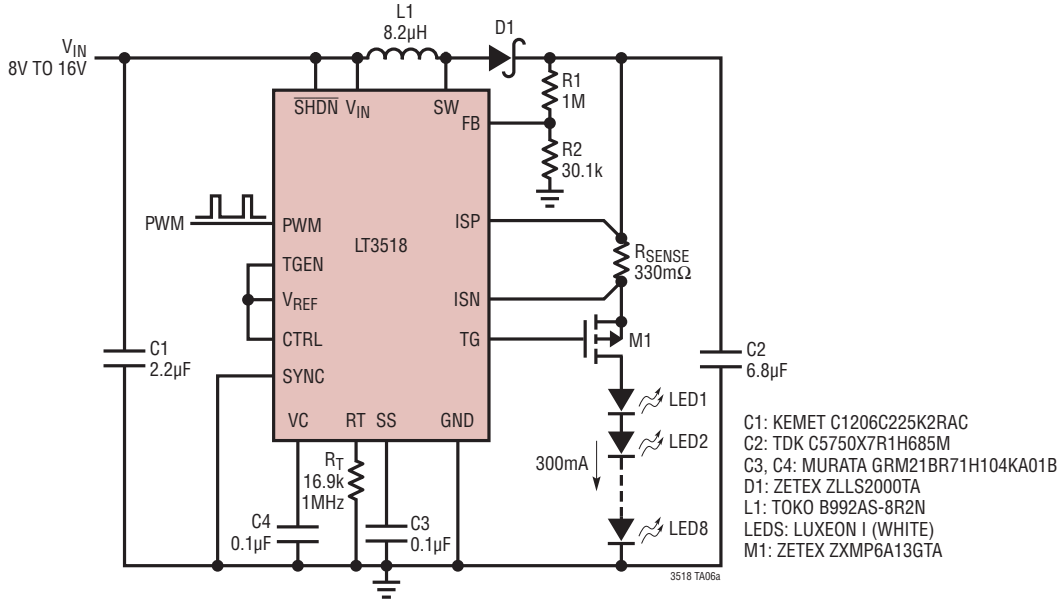 L1
8.2µH
D1
VIN
8V TO 16V
R1
1M
SHDN VIN
SW
FB
R2
30.1k
PWM
PWM
ISP
LT3518
RSENSE
330mΩ
TGEN
VREF
ISN
CTRL
TG
M1
C1
2.2µF
C2
6.8µF
SYNC
LED1
VC
RT SS
GND
LED2
RT
16.9k
1MHz
300mA
C4
0.1µF
C3
0.1µF
LED8
C1: KEMET C1206C225K2RAC
C2: TDK C5750X7R1H685M
C3, C4: MURATA GRM21BR71H104KA01B
D1: ZETEX ZLLS2000TA
L1: TOKO B992AS-8R2N
LEDS: LUXEON I (WHITE)
M1: ZETEX ZXMP6A13GTA
3518 TA06a